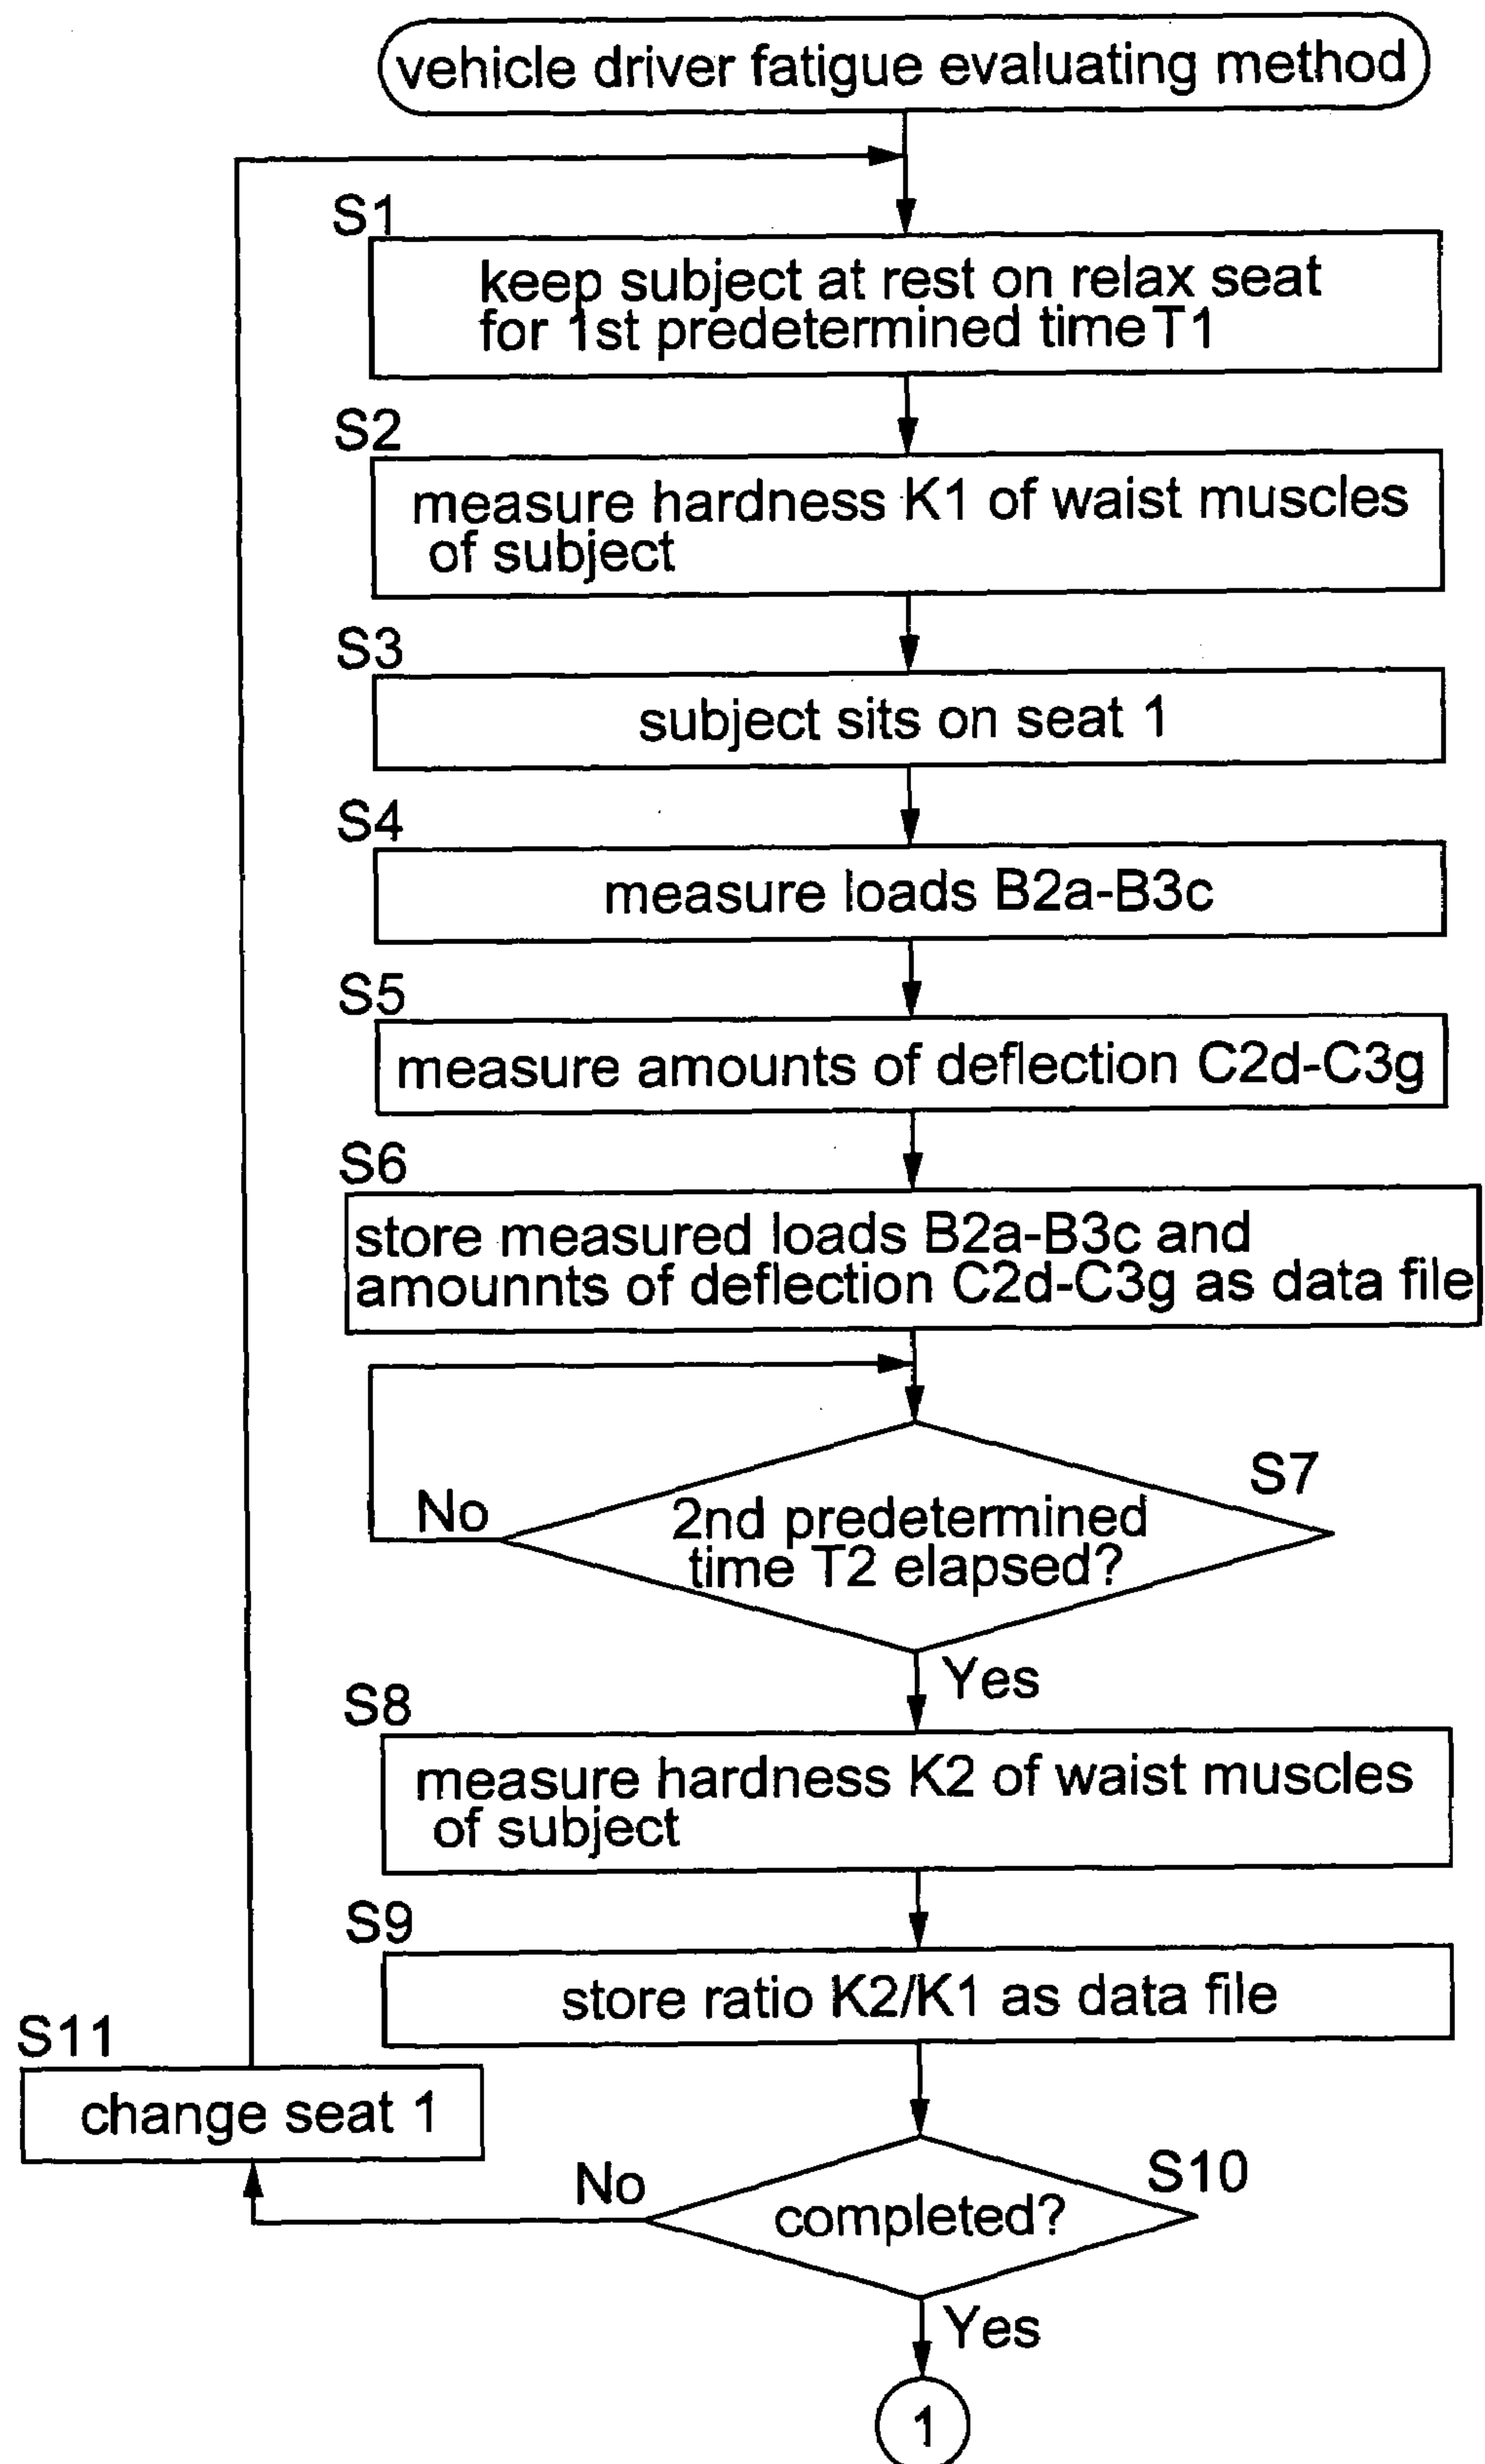 vehicle driver fatigue evaluating method
S1
keep subject at rest on relax seat
for 1st predetermined time T1
S2
measure hardness K1 of waist muscles
of subject
S3
subject sits on seat 1
S4
measure loads B2a-B3c
S5
measure amounts of deflection C2d-C3g
S6
store measured loads B2a-B3c and
amounnts of deflection C2d-C3g as data file
S7
No
2nd predetermined
time T2 elapsed?
Yes
S8
measure hardness K2 of waist muscles
of subject
S9
store ratio K2/K1 as data file
S11
change seat 1
S10
No
completed?
Yes
1